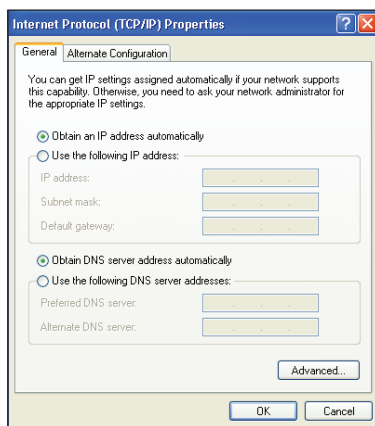 Internet Protocol (TCP/IP) Properties
General
Alternate Configuration
You can get IP settings assigned automatically if your network supports
this capability. Otherwise, you need to ask your network administrator for
the appropriate IP settings.
Obtain an IP address automatically
Use the following IP address:
IP address:
Subnet mask:
Default gateway:
Obtain DNS server address automatically
Use the following DNS server addresses:
Preferred DNS server:
Alternate DNS server:
Advanced...
OK
Cancel